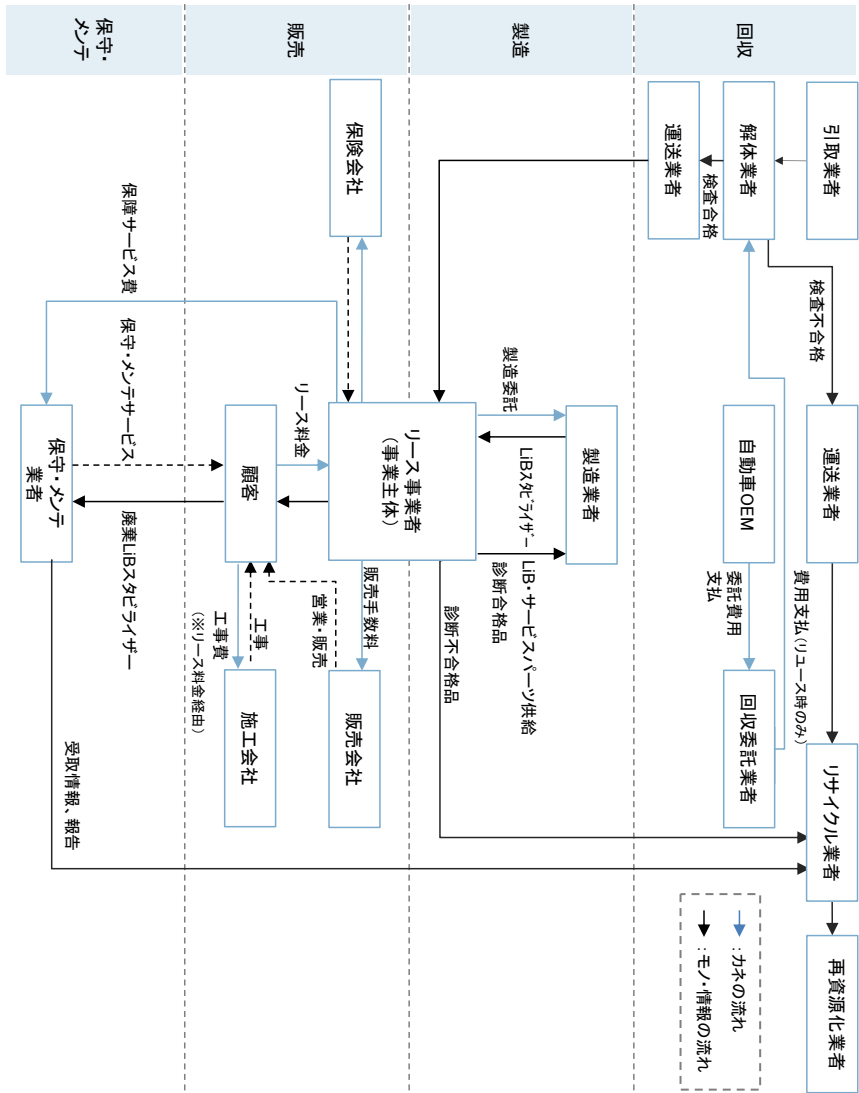 回収
引取業者
解体業者
検査合格
運送業者
検査不合格
運送業者
自動車OEM
委託費用
支払
費用支払（リユース時のみ）
回収委託業者
リサイクル業者
再資源化業者
：カネの流れ
：モノ・情報の流れ
製造
製造委託
製造業者
LiBスタビライザー
LiB・サービスパーツ供給
診断合格品
診断不合格品
販売
保険会社
リース事業者
（事業主体）
リース料金
顧客
販売手数料
営業・販売
工事
工事費
（※リース料金経由）
販売会社
施工会社
保守・
メンテ
保障サービス費
保守・メンテサービス
保守・メンテ
業者
廃棄LiBスタビライザー
受取情報、報告